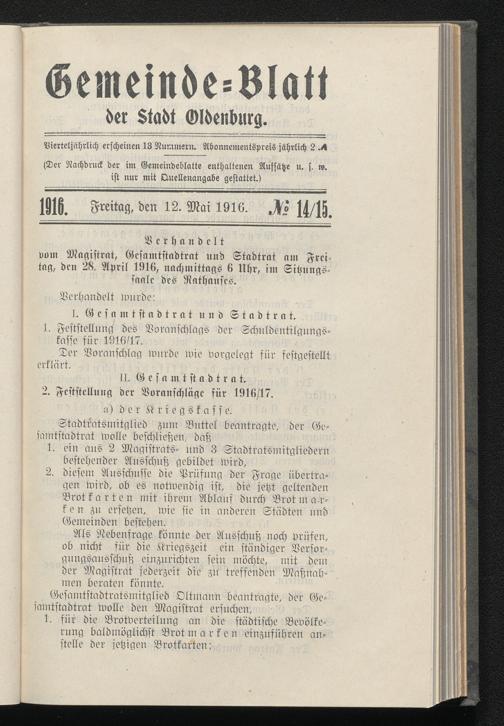 Gemeinde-Blatt
der Stadt Oldenburg.
Vierteljährlich erscheinen 13 Nummern. Abonnementspreis jährlich 2 ℳ
(Der Nachdruck der im Gemeindeblatte enthaltenen Aufsätze u. s. w.
ist nur mit Quellenangabe gestattet.)
1916. Freitag, den 12. Mai 1916. № 14/15.
Verhandelt
vom Magistrat, Gesamtstadtrat und Stadtrat am Frei-
tag, den 28. April 1916, nachmittags 6 Uhr, im Sitzungs-
saale des Rathauses.
Verhandelt wurde:
I. Gesamtstadtrat und Stadtrat.
1. Feststellung des Voranschlags der Schuldentilgungs-
kasse für 1916/17.
Der Voranschlag wurde wie vorgelegt für festgestellt
erklärt.
II. Gesamtstadtrat.
2. Feststellung der Voranschläge für 1916/17.
a) der Kriegskasse.
Stadtratsmitglied zum Buttel beantragte, der Ge-
samtstadtrat wolle beschließen, daß
1. ein aus 2 Magistrats- und 3 Stadtratsmitgliedern
bestehender Ausschuß gebildet wird,
2. diesem Ausschusse die Prüfung der Frage übertra-
gen wird, ob es notwendig ist, die jetzt geltenden
Brotkarten mit ihrem Ablauf durch Brotmar-
ken zu ersetzen, wie sie in anderen Städten und
Gemeinden bestehen.
Als Nebenfrage könnte der Ausschuß noch prüfen,
ob nicht für die Kriegszeit ein ständiger Versor-
gungsausschuß einzurichten sein möchte, mit dem
der Magistrat jederzeit die zu treffenden Maßnah-
men beraten könnte.
Gesamtstadtratsmitglied Oltmann beantragte, der Ge-
samtstadtrat wolle den Magistrat ersuchen,
1. für die Brotverteilung an die städtische Bevölke-
rung baldmöglichst Brotmarken einzuführen an-
stelle der jetzigen Brotkarten;